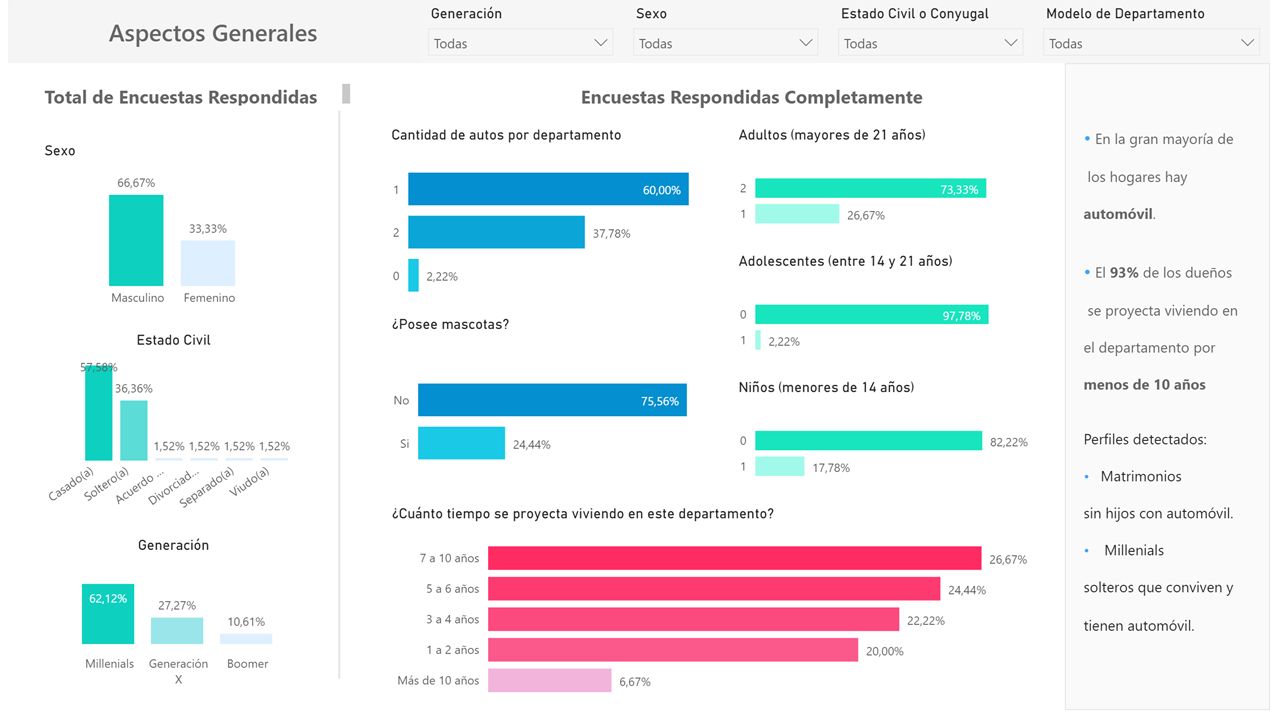 Aspectos Generales
Generación
Todas
Sexo
Todas
Estado Civil o Conyugal
Todas
Modelo de Departamento
Todas
Total de Encuestas Respondidas
Sexo
66,67%
33,33%
Masculino
Femenino
Estado Civil
57,58%
36,36%
1,52%
1,52%
1,52%
1,52%
Casado(a)
Soltero(a)
Acuerdo ...
Divorciad...
Separado(a)
Viudo(a)
Generación
62,12%
27,27%
10,61%
Millenials
Generación
X
Boomer
Encuestas Respondidas Completamente
Cantidad de autos por departamento
1
60,00%
2
37,78%
0
2,22%
¿Posee mascotas?
No
75,56%
Si
24,44%
Adultos (mayores de 21 años)
2
73,33%
1
26,67%
Adolescentes (entre 14 y 21 años)
0
97,78%
1
2,22%
Niños (menores de 14 años)
0
82,22%
1
17,78%
¿Cuánto tiempo se proyecta viviendo en este departamento?
7 a 10 años
26,67%
5 a 6 años
24,44%
3 a 4 años
22,22%
1 a 2 años
20,00%
Más de 10 años
6,67%
• En la gran mayoría de
los hogares hay
automóvil.
• El 93% de los dueños
se proyecta viviendo en
el departamento por
menos de 10 años
Perfiles detectados:
• Matrimonios
sin hijos con automóvil.
• Millenials
solteros que conviven y
tienen automóvil.